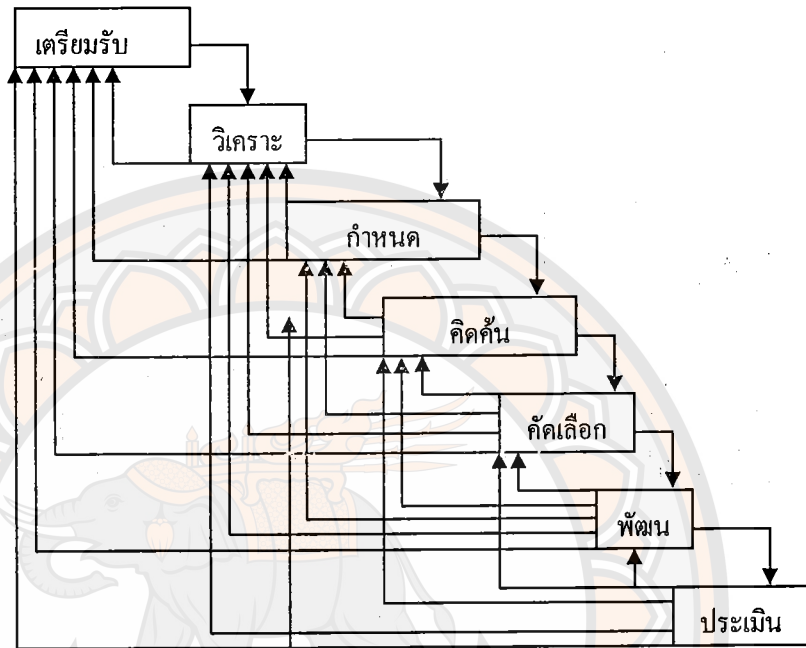 เตรียมรับ
วิเคราะ
กำหนด
คิดค้น
คัดเลือก
พัฒน
ประเมิน